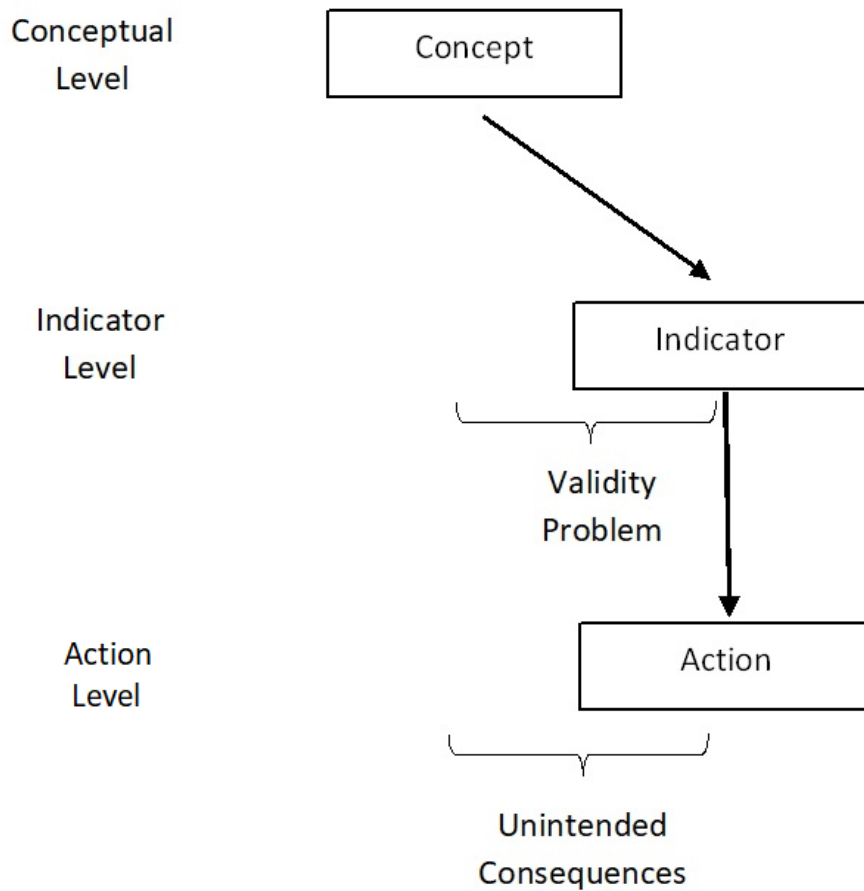 Conceptual
Level
Concept
Indicator
Level
Indicator
Validity
Problem
Action
Level
Action
Unintended
Consequences